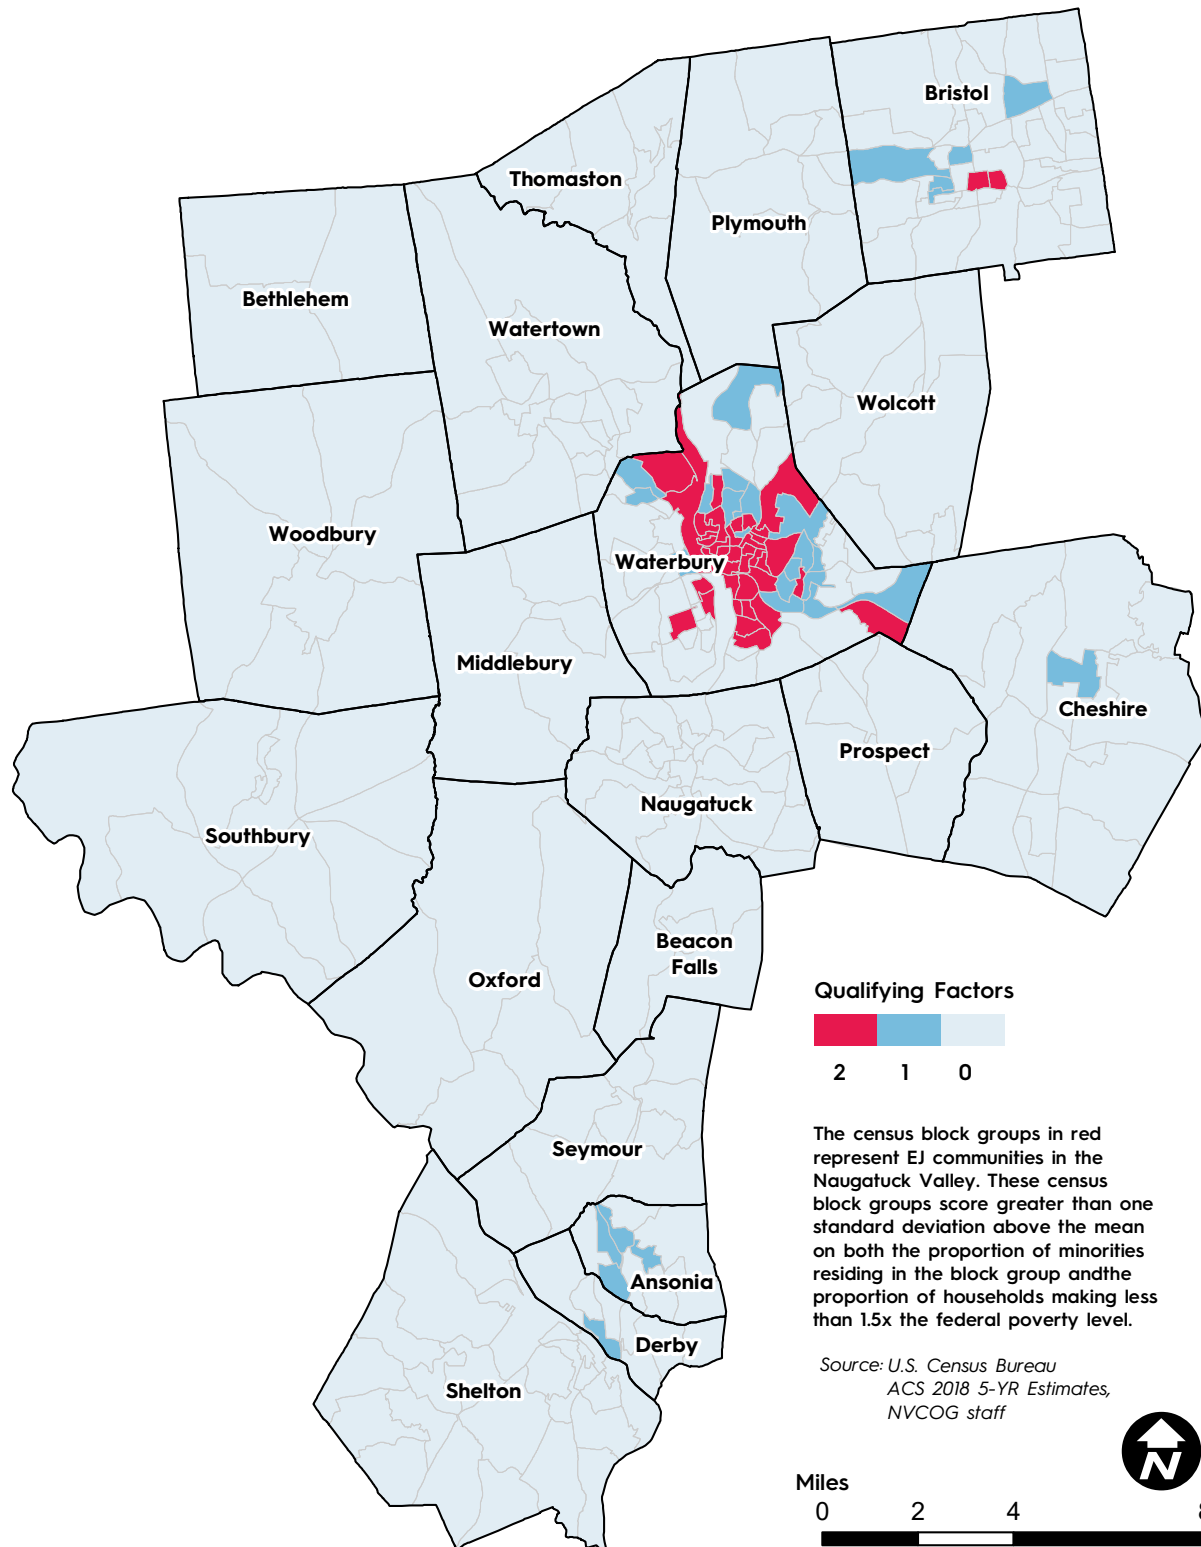 Bristol
Thomaston
Plymouth
Bethlehem
Watertown
Wolcott
Woodbury
Waterbury
Middlebury
Cheshire
Prospect
Naugatuck
Southbury
Beacon
Falls
Oxford
Qualifying Factors
2 1 0
The census block groups in red
represent EJ communities in the
Naugatuck Valley. These census
block groups score greater than one
standard deviation above the mean
on both the proportion of minorities
residing in the block group andthe
proportion of households making less
than 1.5x the federal poverty level.
Seymour
Ansonia
Derby
Shelton
Source: U.S. Census Bureau
ACS 2018 5-YR Estimates,
NVCOG staff
N
Miles
0 2 4 8